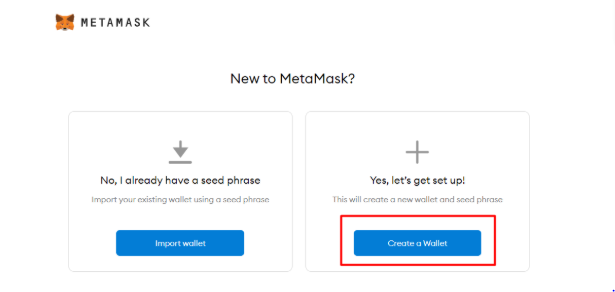 METAMASK
New to MetaMask?
No, I already have a seed phrase
Import your existing wallet using a seed phrase
Import wallet
Yes, let's get set up!
This will create a new wallet and seed phrase
Create a Wallet